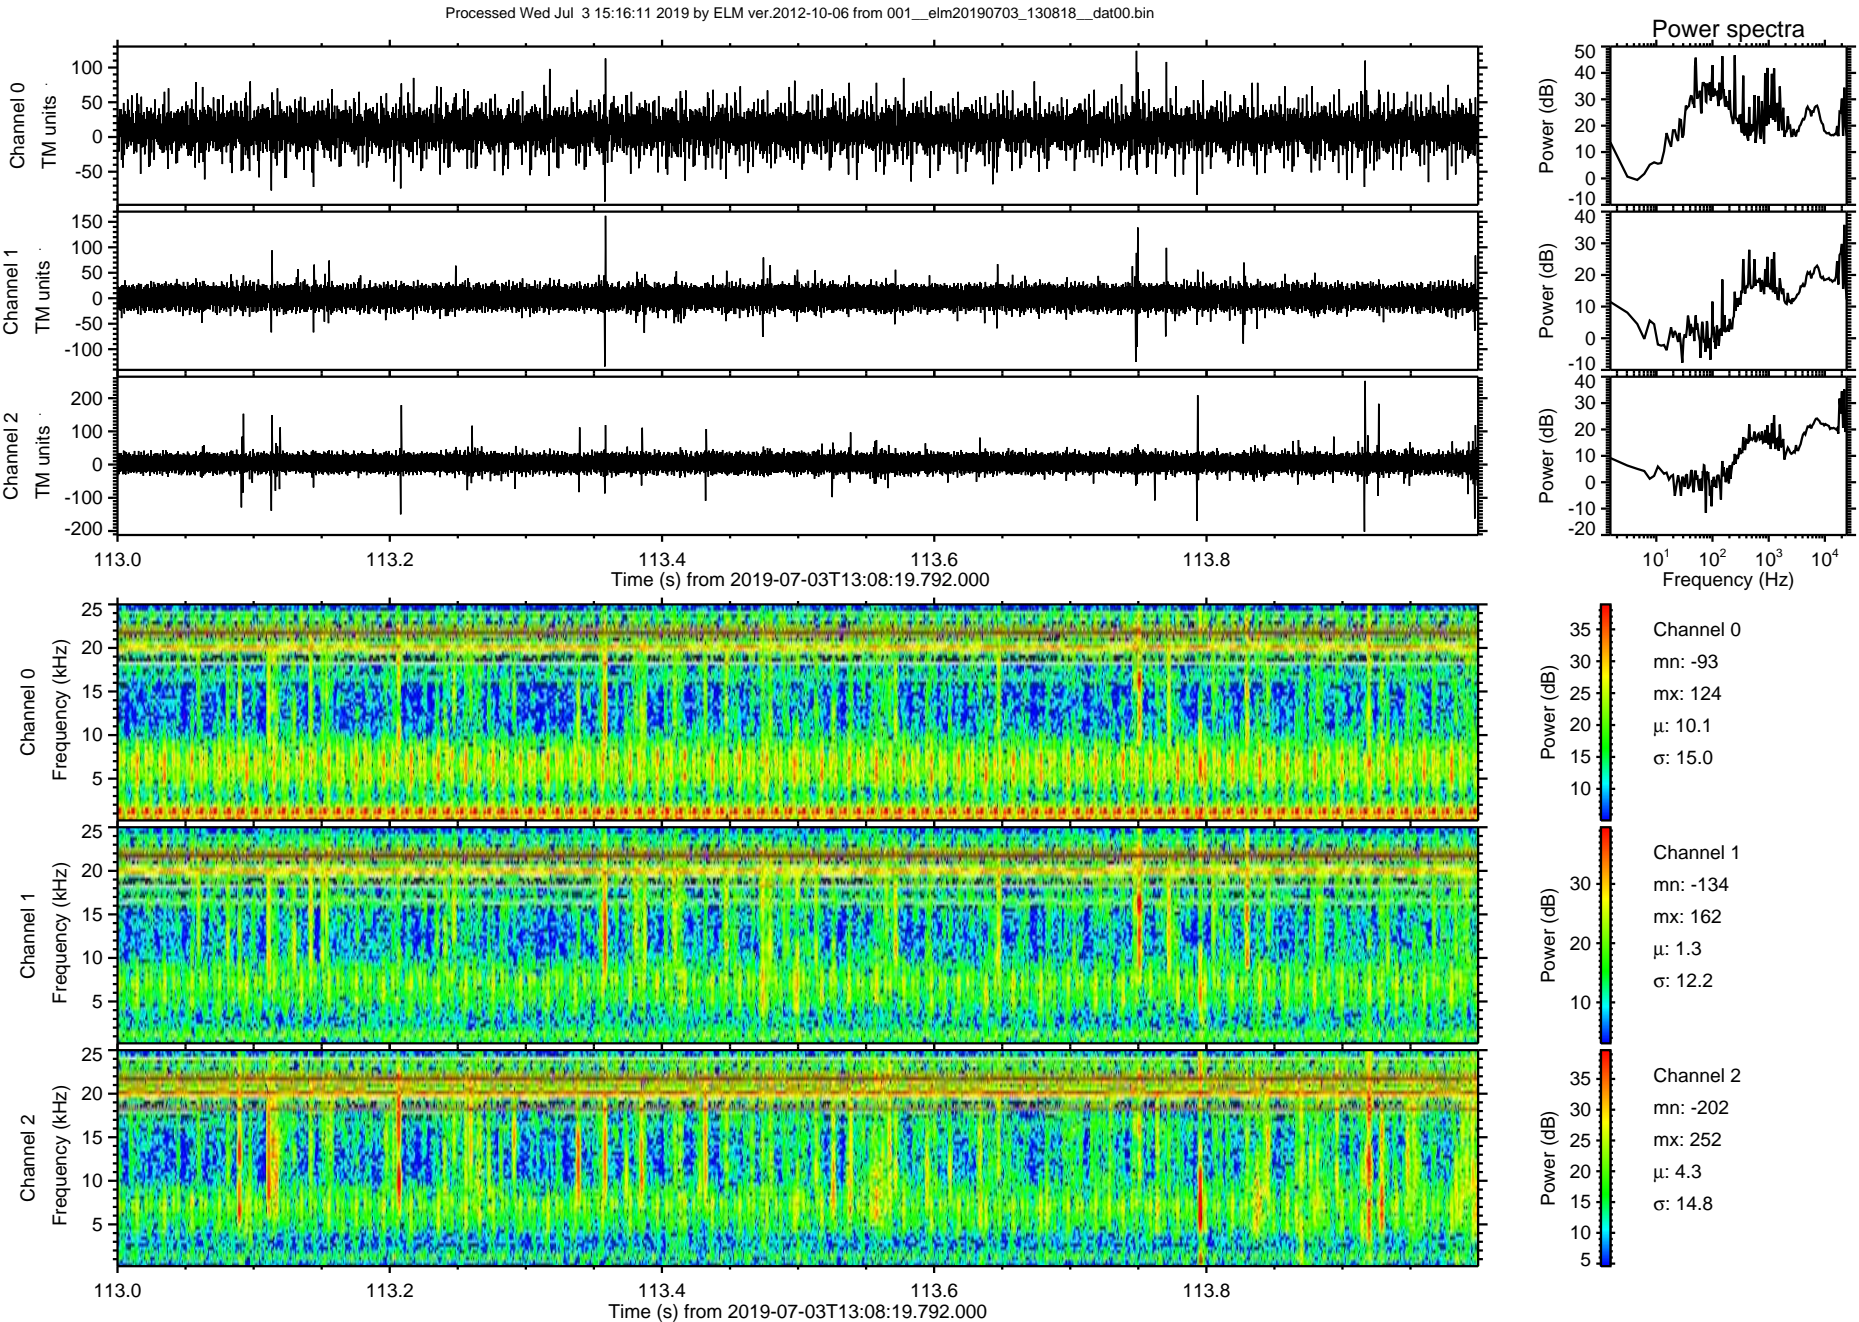 Processed Wed Jul  3 15:16:11 2019 by ELM ver.2012-10-06 from 001__elm20190703_130818__dat00.bin
Power spectra
Channel 0
TM units
100
50
0
-50
Power (dB)
50
40
30
20
10
0
-10
Channel 1
TM units
150
100
50
0
-50
-100
Power (dB)
40
30
20
10
0
-10
Channel 2
TM units
200
100
0
-100
-200
Power (dB)
40
30
20
10
0
-10
-20
113.0 113.2 113.4 113.6 113.8
Time (s) from 2019-07-03T13:08:19.792.000
10^1 10^2 10^3 10^4
Frequency (Hz)
Channel 0
Frequency (kHz)
25
20
15
10
5
Power (dB)
35
30
25
20
15
10
Channel 0
mn: -93
mx: 124
μ: 10.1
σ: 15.0
Channel 1
Frequency (kHz)
25
20
15
10
5
Power (dB)
30
20
10
Channel 1
mn: -134
mx: 162
μ: 1.3
σ: 12.2
Channel 2
Frequency (kHz)
25
20
15
10
5
Power (dB)
35
30
25
20
15
10
5
Channel 2
mn: -202
mx: 252
μ: 4.3
σ: 14.8
113.0 113.2 113.4 113.6 113.8
Time (s) from 2019-07-03T13:08:19.792.000